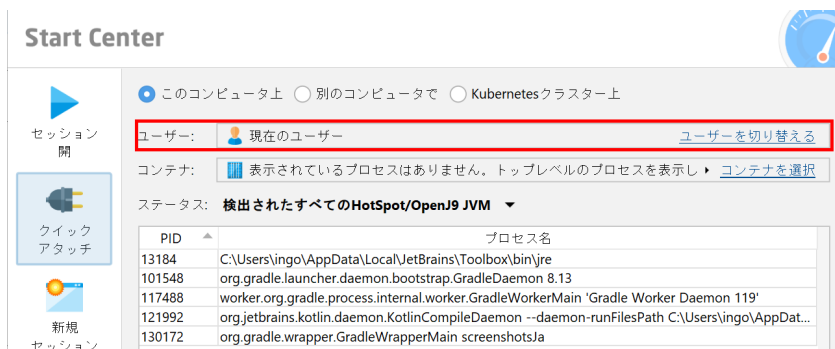 Start Center
このコンピュータ上 別のコンピュータで Kubernetesクラスター上
セッション
開
ユーザー: 現在のユーザー ユーザーを切り替える
コンテナ: 表示されているプロセスはありません。トップレベルのプロセスを表示し コンテナを選択
ステータス: 検出されたすべてのHotSpot/OpenJ9 JVM
クイック
アタッチ
PID プロセス名
13184 C:\Users\ingo\AppData\Local\JetBrains\Toolbox\bin\jre
101548 org.gradle.launcher.daemon.bootstrap.GradleDaemon 8.13
117488 worker.org.gradle.process.internal.worker.GradleWorkerMain 'Gradle Worker Daemon 119'
121992 org.jetbrains.kotlin.daemon.KotlinCompileDaemon --daemon-runFilesPath C:\Users\ingo\AppDat...
130172 org.gradle.wrapper.GradleWrapperMain screenshotsJa
新規
セッション